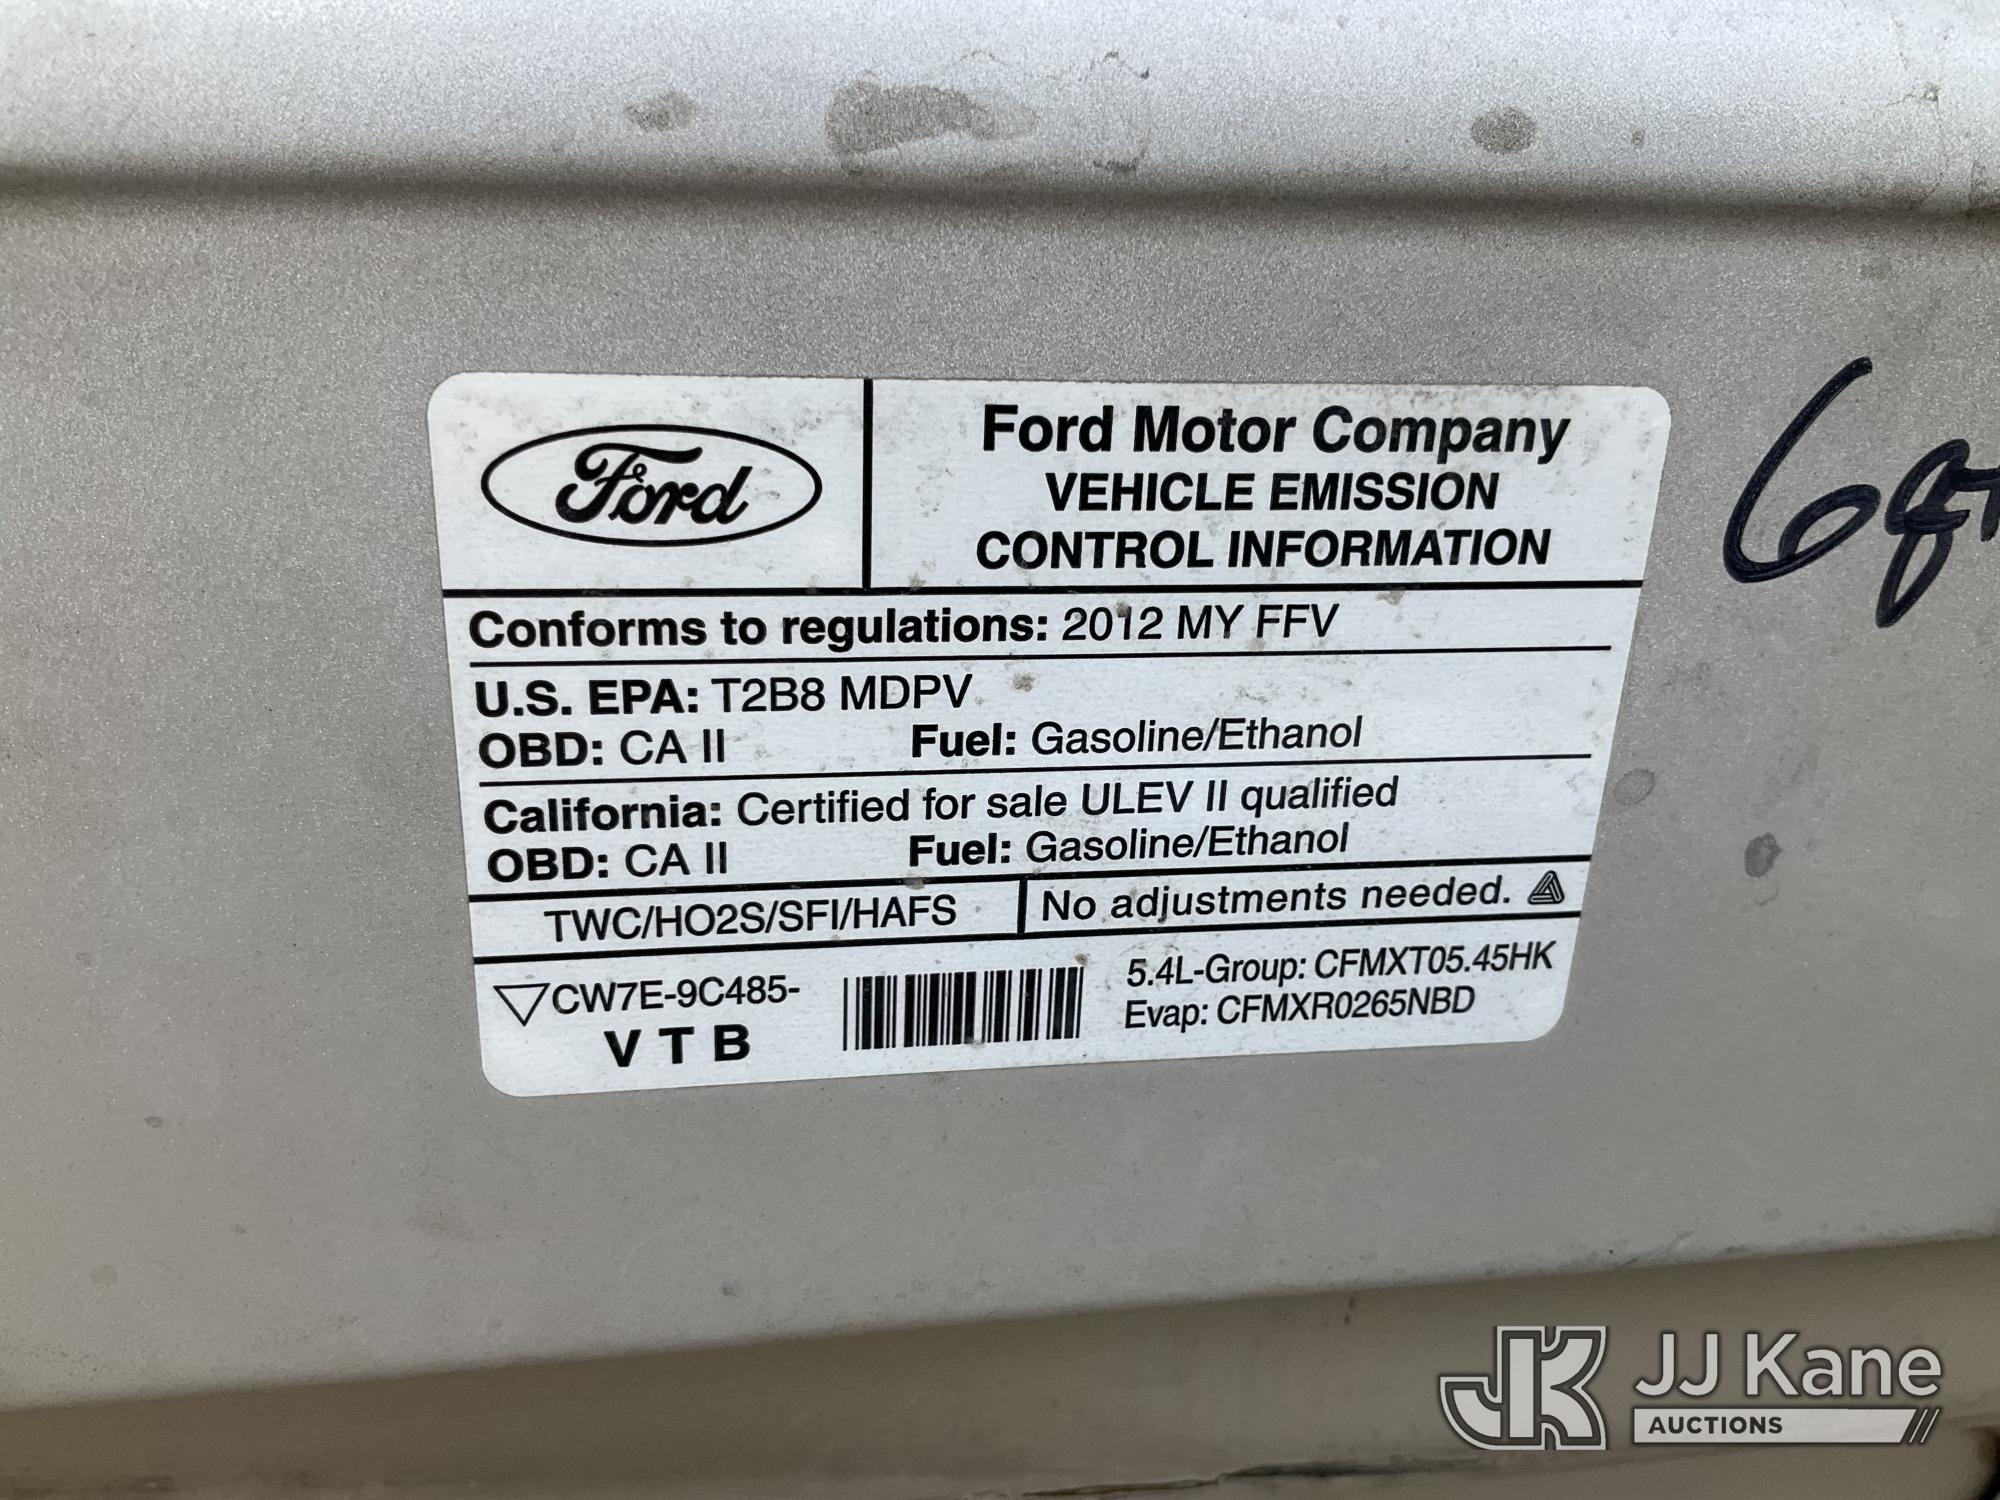 Ford
Ford Motor Company
VEHICLE EMISSION
CONTROL INFORMATION
Conforms to regulations: 2012 MY FFV
U.S. EPA: T2B8 MDPV
OBD: CA II Fuel: Gasoline/Ethanol
California: Certified for sale ULEV II qualified
OBD: CA II Fuel: Gasoline/Ethanol
TWC/HO2S/SFI/HAFS No adjustments needed.
CW7E-9C485-
V T B
5.4L-Group: CFMXT05.45HK
Evap: CFMXR0265NBD
JK JJ Kane
AUCTIONS